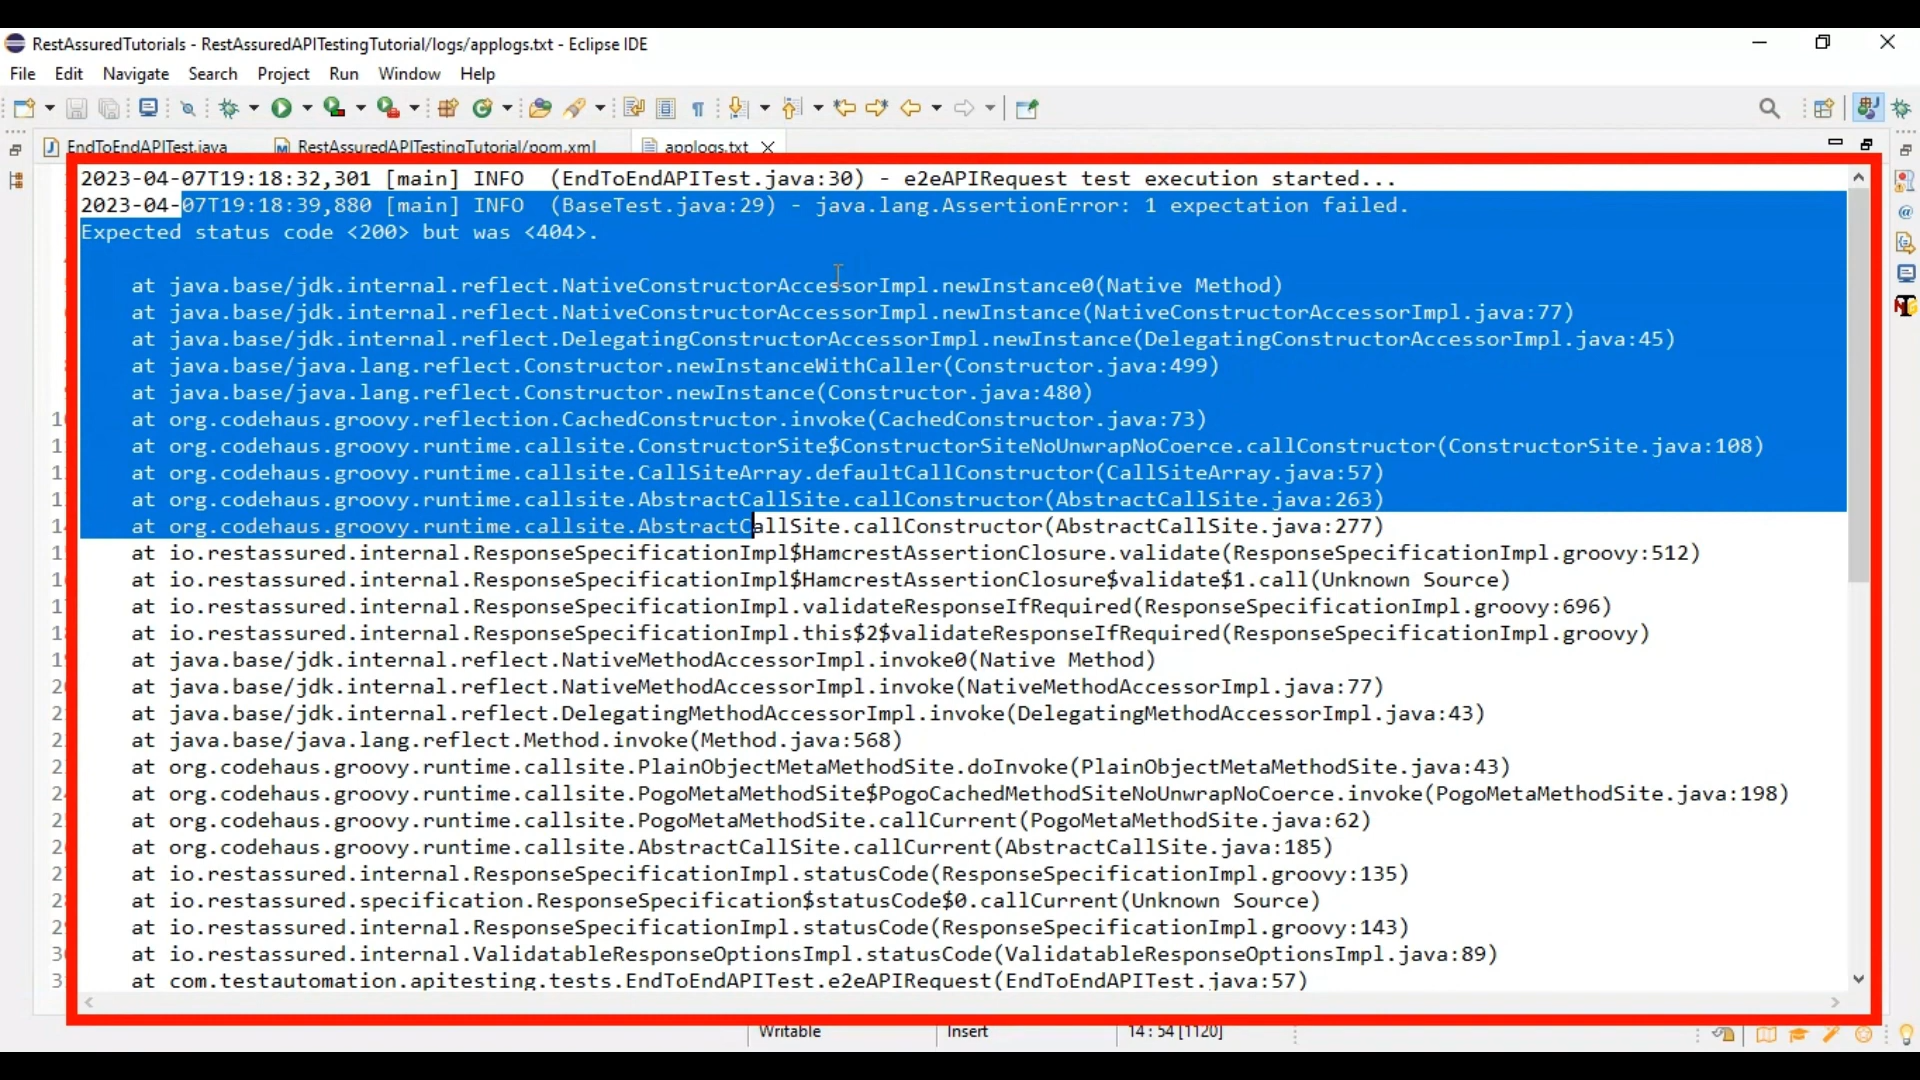 RestAssuredTutorials - RestAssuredAPITestingTutorial/logs/applogs.txt - Eclipse IDE
File Edit Navigate Search Project Run Window Help
EndToEndAPITest.java RestAssuredAPITestingTutorial/pom.xml applogs.txt
2023-04-07T19:18:32,301 [main] INFO  (EndToEndAPITest.java:30) - e2eAPIRequest test execution started...
2023-04-07T19:18:39,880 [main] INFO  (BaseTest.java:29) - java.lang.AssertionError: 1 expectation failed.
Expected status code <200> but was <404>.
at java.base/jdk.internal.reflect.NativeConstructorAccessorImpl.newInstance0(Native Method)
at java.base/jdk.internal.reflect.NativeConstructorAccessorImpl.newInstance(NativeConstructorAccessorImpl.java:77)
at java.base/jdk.internal.reflect.DelegatingConstructorAccessorImpl.newInstance(DelegatingConstructorAccessorImpl.java:45)
at java.base/java.lang.reflect.Constructor.newInstanceWithCaller(Constructor.java:499)
at java.base/java.lang.reflect.Constructor.newInstance(Constructor.java:480)
at org.codehaus.groovy.reflection.CachedConstructor.invoke(CachedConstructor.java:73)
at org.codehaus.groovy.runtime.callsite.ConstructorSite$ConstructorSiteNoUnwrapNoCoerce.callConstructor(ConstructorSite.java:108)
at org.codehaus.groovy.runtime.callsite.CallSiteArray.defaultCallConstructor(CallSiteArray.java:57)
at org.codehaus.groovy.runtime.callsite.AbstractCallSite.callConstructor(AbstractCallSite.java:263)
at org.codehaus.groovy.runtime.callsite.AbstractCallSite.callConstructor(AbstractCallSite.java:277)
at io.restassured.internal.ResponseSpecificationImpl$HamcrestAssertionClosure.validate(ResponseSpecificationImpl.groovy:512)
at io.restassured.internal.ResponseSpecificationImpl$HamcrestAssertionClosure$validate$1.call(Unknown Source)
at io.restassured.internal.ResponseSpecificationImpl.validateResponseIfRequired(ResponseSpecificationImpl.groovy:696)
at io.restassured.internal.ResponseSpecificationImpl.this$2$validateResponseIfRequired(ResponseSpecificationImpl.groovy)
at java.base/jdk.internal.reflect.NativeMethodAccessorImpl.invoke0(Native Method)
at java.base/jdk.internal.reflect.NativeMethodAccessorImpl.invoke(NativeMethodAccessorImpl.java:77)
at java.base/jdk.internal.reflect.DelegatingMethodAccessorImpl.invoke(DelegatingMethodAccessorImpl.java:43)
at java.base/java.lang.reflect.Method.invoke(Method.java:568)
at org.codehaus.groovy.runtime.callsite.PlainObjectMetaMethodSite.doInvoke(PlainObjectMetaMethodSite.java:43)
at org.codehaus.groovy.runtime.callsite.PogoMetaMethodSite$PogoCachedMethodSiteNoUnwrapNoCoerce.invoke(PogoMetaMethodSite.java:198)
at org.codehaus.groovy.runtime.callsite.PogoMetaMethodSite.callCurrent(PogoMetaMethodSite.java:62)
at org.codehaus.groovy.runtime.callsite.AbstractCallSite.callCurrent(AbstractCallSite.java:185)
at io.restassured.internal.ResponseSpecificationImpl.statusCode(ResponseSpecificationImpl.groovy:135)
at io.restassured.specification.ResponseSpecification$statusCode$0.callCurrent(Unknown Source)
at io.restassured.internal.ResponseSpecificationImpl.statusCode(ResponseSpecificationImpl.groovy:143)
at io.restassured.internal.ValidatableResponseOptionsImpl.statusCode(ValidatableResponseOptionsImpl.java:89)
at com.testautomation.apitesting.tests.EndToEndAPITest.e2eAPIRequest(EndToEndAPITest.java:57)
Writable Insert 14 : 54 [1120]